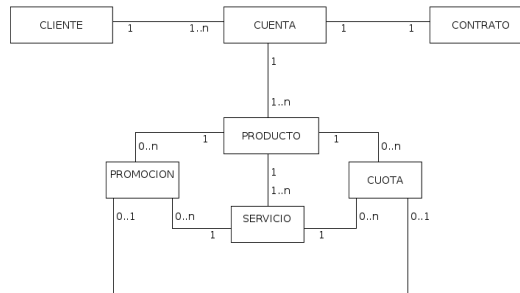 CLIENTE CUENTA CONTRATO
1 1..n 1 1
1
1..n
PRODUCTO
1 1
0..n 0..n
PROMOCION 1 CUOTA
1..n
0..1 0..n SERVICIO 0..n 0..1
1 1